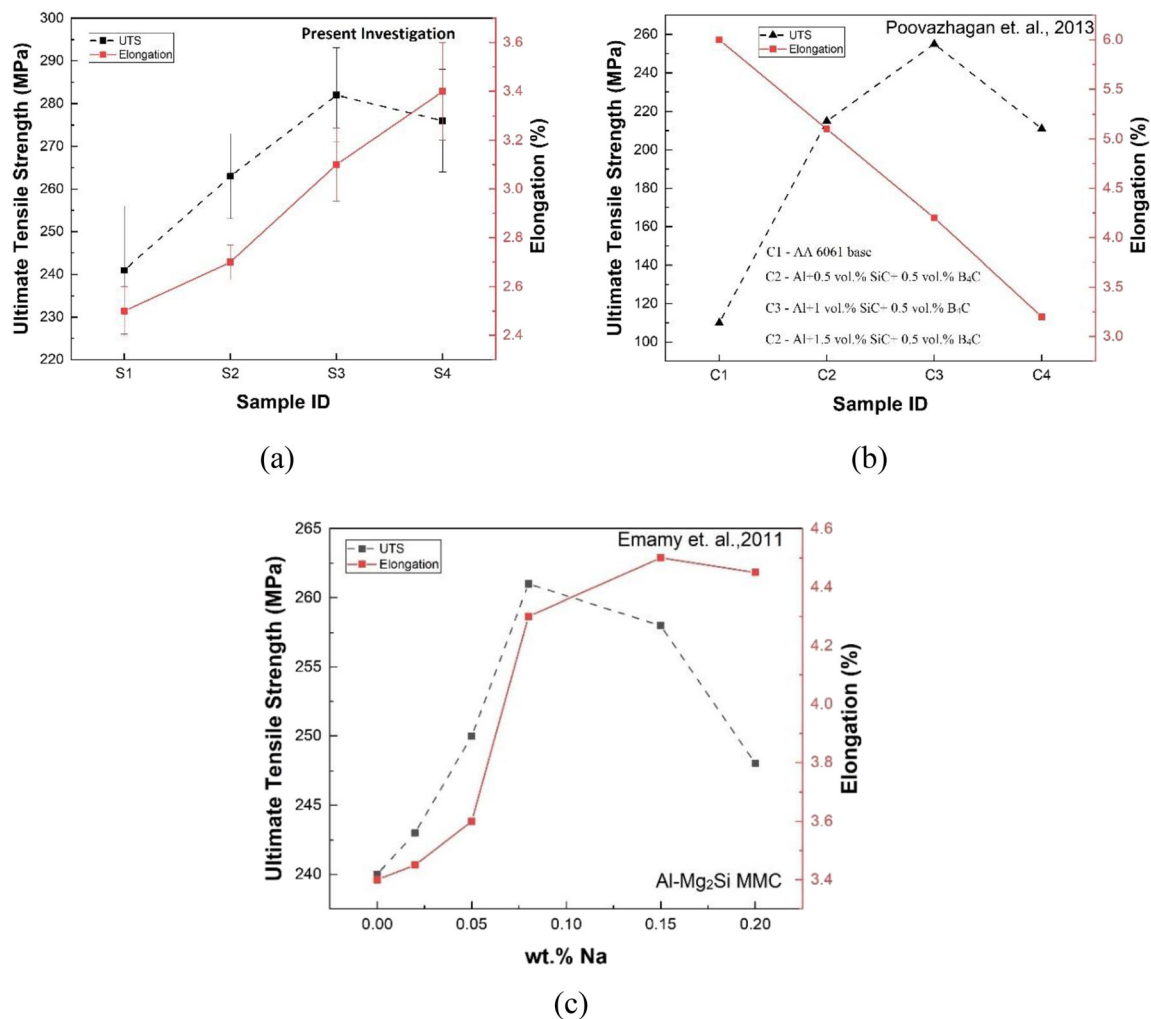 Present Investigation
UTS
Elongation
Ultimate Tensile Strength (MPa)
300
290
280
270
260
250
240
230
220
3.6
3.4
3.2
3.0
2.8
2.6
2.4
Elongation (%)
S1 S2 S3 S4
Sample ID
(a)
Poovazhagan et. al., 2013
UTS
Elongation
Ultimate Tensile Strength (MPa)
260
240
220
200
180
160
140
120
100
6.0
5.5
5.0
4.5
4.0
3.5
3.0
Elongation (%)
C1 - AA 6061 base
C2 - Al+0.5 vol.% SiC+ 0.5 vol.% B₄C
C3 - Al+1 vol.% SiC+ 0.5 vol.% B₄C
C2 - Al+1.5 vol.% SiC+ 0.5 vol.% B₄C
C1 C2 C3 C4
Sample ID
(b)
Emamy et. al.,2011
UTS
Elongation
Ultimate Tensile Strength (MPa)
265
260
255
250
245
240
4.6
4.4
4.2
4.0
3.8
3.6
3.4
Elongation (%)
Al-Mg₂Si MMC
0.00 0.05 0.10 0.15 0.20
wt.% Na
(c)